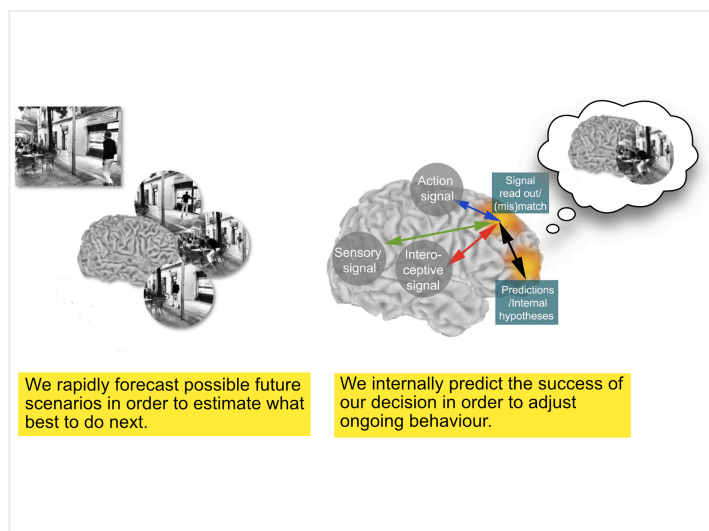 Action
signal
Signal
read out/
(mis)match
Sensory
signal
Intero-
ceptive
signal
Predictions
/Internal
hypotheses
We rapidly forecast possible future
scenarios in order to estimate what
best to do next.
We internally predict the success of
our decision in order to adjust
ongoing behaviour.